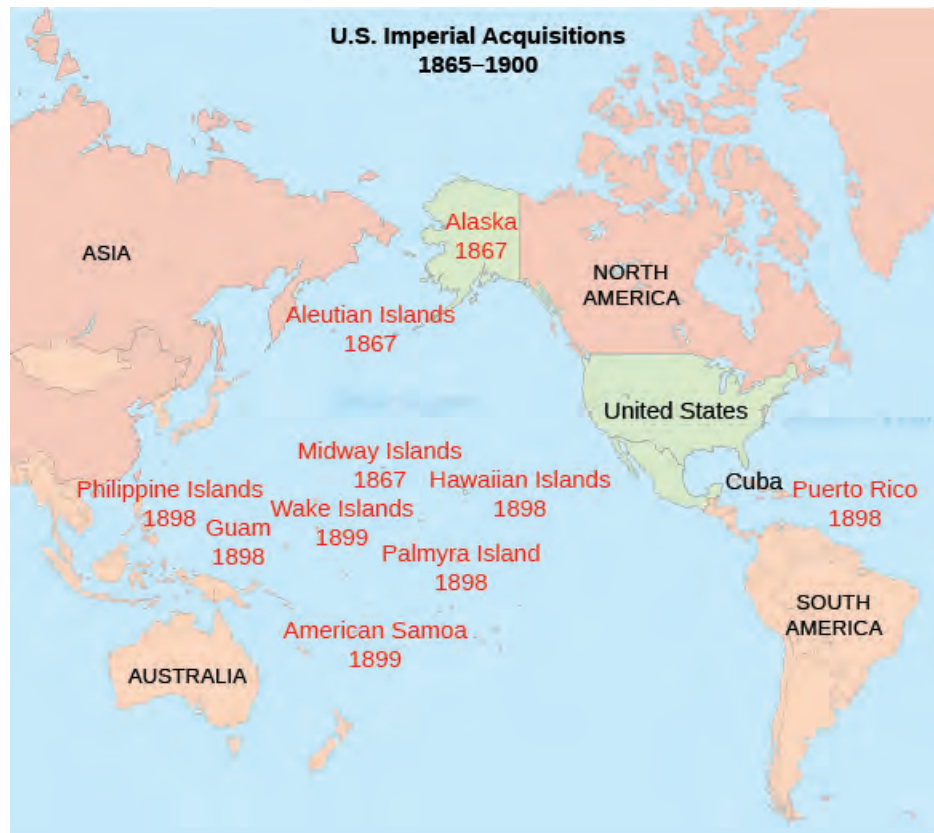 U.S. Imperial Acquisitions
1865–1900
Alaska
1867
ASIA
NORTH
AMERICA
Aleutian Islands
1867
United States
Midway Islands
1867
Hawaiian Islands
1898
Cuba
Puerto Rico
1898
Philippine Islands
1898
Guam
1898
Wake Islands
1899
Palmyra Island
1898
SOUTH
AMERICA
American Samoa
1899
AUSTRALIA